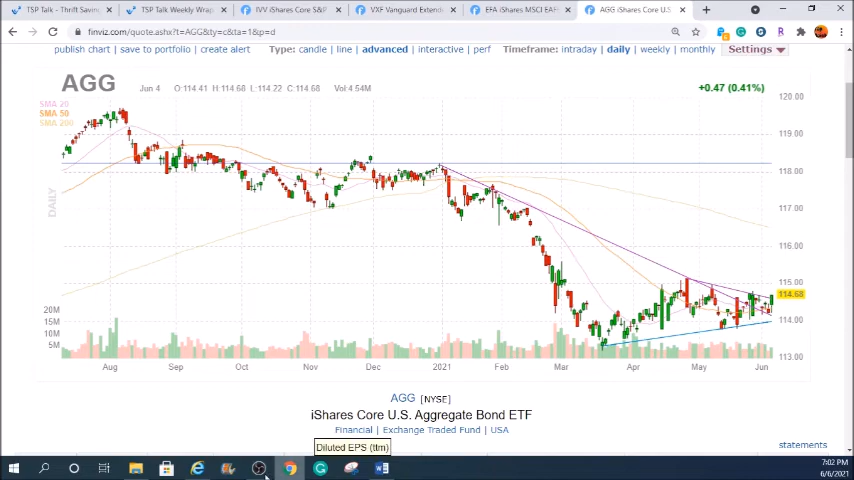 TSP Talk - Thrift Savin
TSP Talk Weekly Wrap
IVV iShares Core S&P
VXF Vanguard Extend
EFA iShares MSCI EAF
AGG iShares Core U.S
finviz.com/quote.ashx?t=AGG&ty=c&ta=1&p=d
publish chart | save to portfolio | create alert
Type: candle | line | advanced | interactive | perf
Timeframe: intraday | daily | weekly | monthly
Settings
AGG
Jun 4 O:114.41 H:114.68 L:114.22 C:114.68 Vol:4.54M
+0.47 (0.41%)
SMA 20
SMA 50
SMA 200
DAILY
120.00
119.00
118.00
117.00
116.00
115.00
114.68
114.00
113.00
20M
15M
10M
5M
Aug Sep Oct Nov Dec 2021 Feb Mar Apr May Jun
AGG [NYSE]
iShares Core U.S. Aggregate Bond ETF
Financial | Exchange Traded Fund | USA
Diluted EPS (ttm)
statements
7:02 PM
6/6/2021